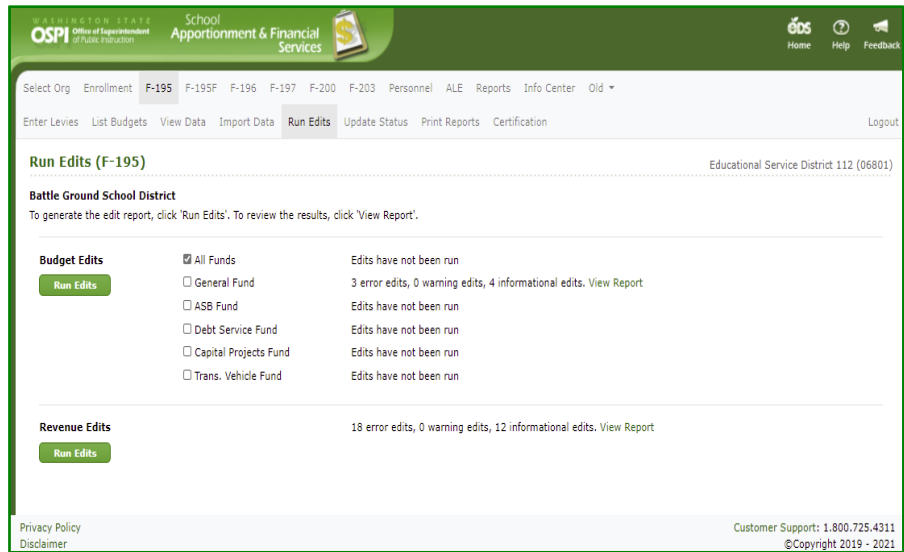 WASHINGTON STATE
OSPI Office of Superintendent of Public Instruction
School
Apportionment & Financial
Services
EDS
Home Help Feedback
Select Org Enrollment F-195 F-195F F-196 F-197 F-200 F-203 Personnel ALE Reports Info Center Old
Enter Levies List Budgets View Data Import Data Run Edits Update Status Print Reports Certification Logout
Run Edits (F-195) Educational Service District 112 (06801)
Battle Ground School District
To generate the edit report, click 'Run Edits'. To review the results, click 'View Report'.
Budget Edits All Funds Edits have not been run
Run Edits General Fund 3 error edits, 0 warning edits, 4 informational edits. View Report
ASB Fund Edits have not been run
Debt Service Fund Edits have not been run
Capital Projects Fund Edits have not been run
Trans. Vehicle Fund Edits have not been run
Revenue Edits 18 error edits, 0 warning edits, 12 informational edits. View Report
Run Edits
Privacy Policy Customer Support: 1.800.725.4311
Disclaimer ©Copyright 2019 - 2021